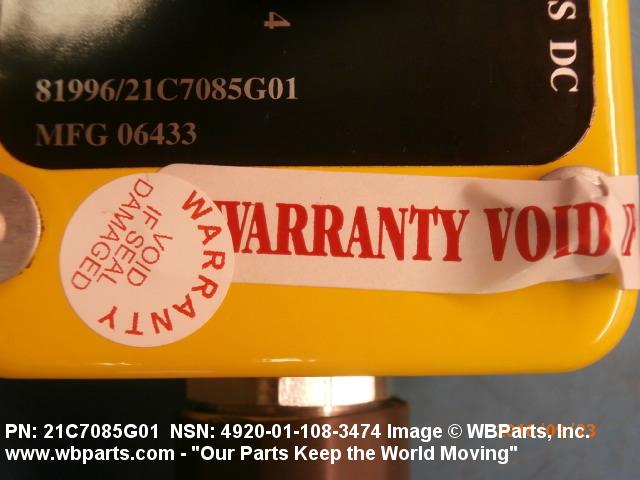 4
S DC
81996/21C7085G01
MFG 06433
WARRANTY VOID
WARRANTY
VOID
IF SEAL
DAMAGED
PN: 21C7085G01 NSN: 4920-01-108-3474 Image © WBParts, Inc.
www.wbparts.com - "Our Parts Keep the World Moving"